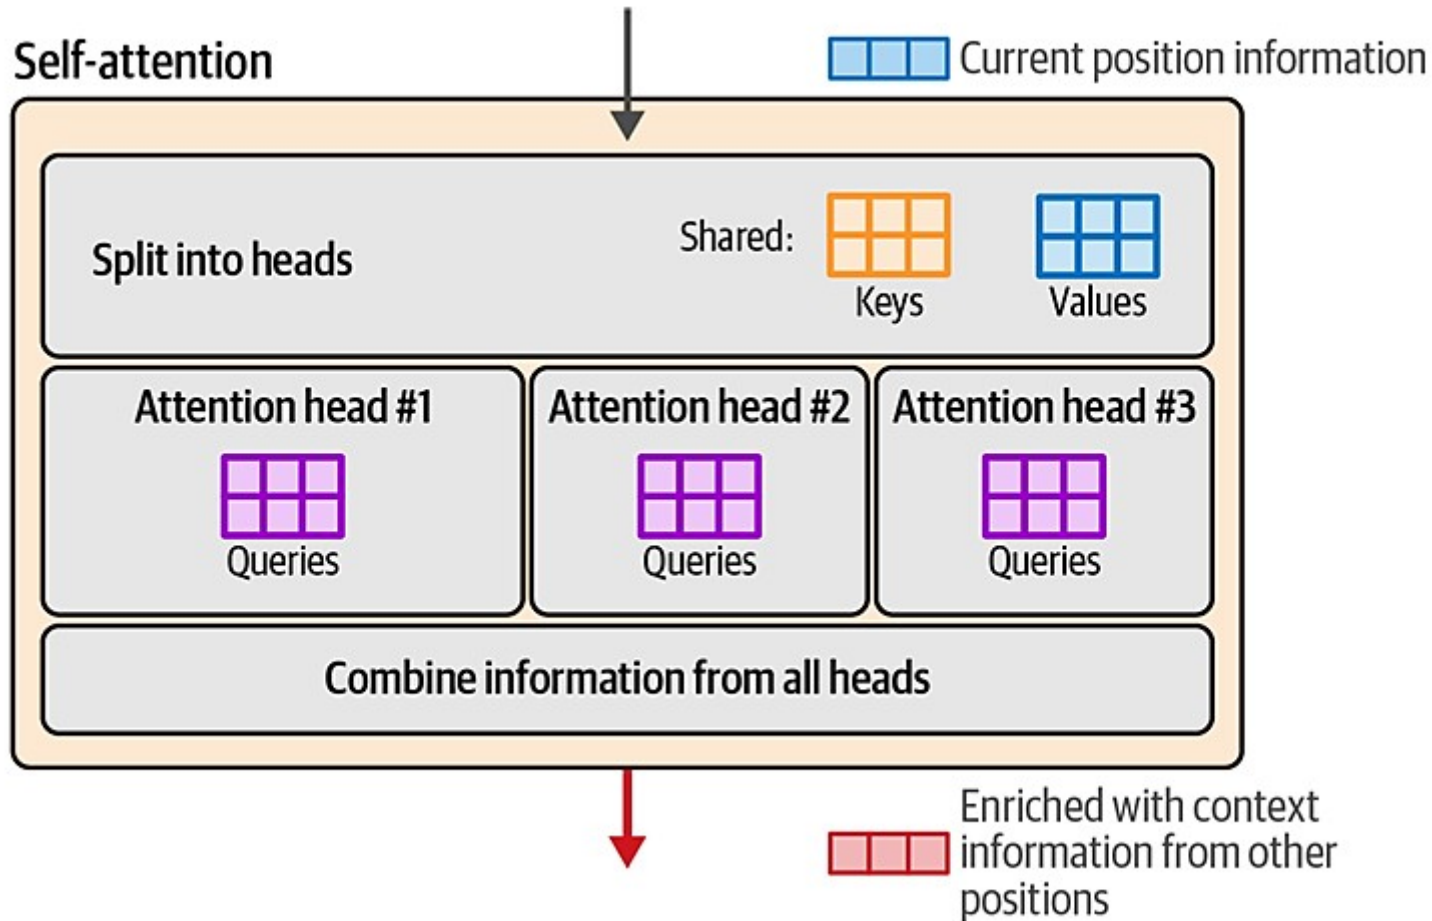 Self-attention
Current position information
Split into heads
Shared:
Keys
Values
Attention head #1
Queries
Attention head #2
Queries
Attention head #3
Queries
Combine information from all heads
Enriched with context
information from other
positions